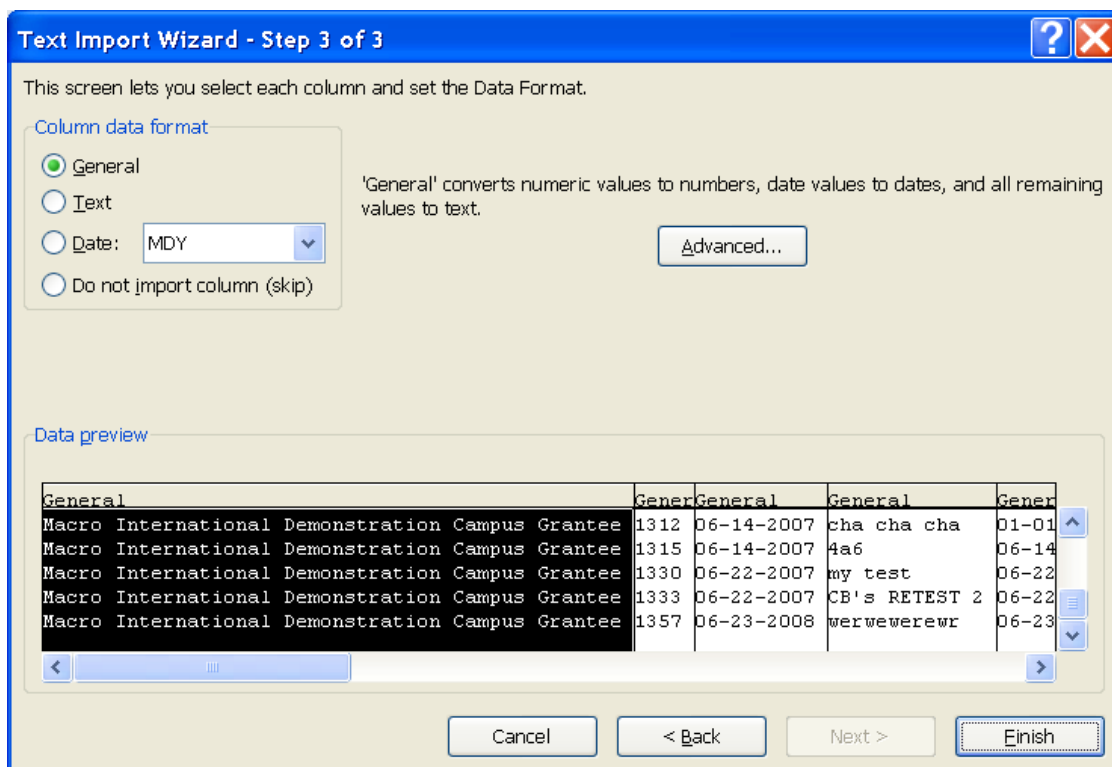 Text Import Wizard - Step 3 of 3
This screen lets you select each column and set the Data Format.
Column data format
General
Text
Date: MDY
Do not import column (skip)
'General' converts numeric values to numbers, date values to dates, and all remaining
values to text.
Advanced...
Data preview
General Gener General General Gener
Macro International Demonstration Campus Grantee 1312 06-14-2007 cha cha cha 01-01
Macro International Demonstration Campus Grantee 1315 06-14-2007 4a6 06-14
Macro International Demonstration Campus Grantee 1330 06-22-2007 my test 06-22
Macro International Demonstration Campus Grantee 1333 06-22-2007 CB's RETEST 2 06-22
Macro International Demonstration Campus Grantee 1357 06-23-2008 werwewerewr 06-23
Cancel < Back Next > Finish